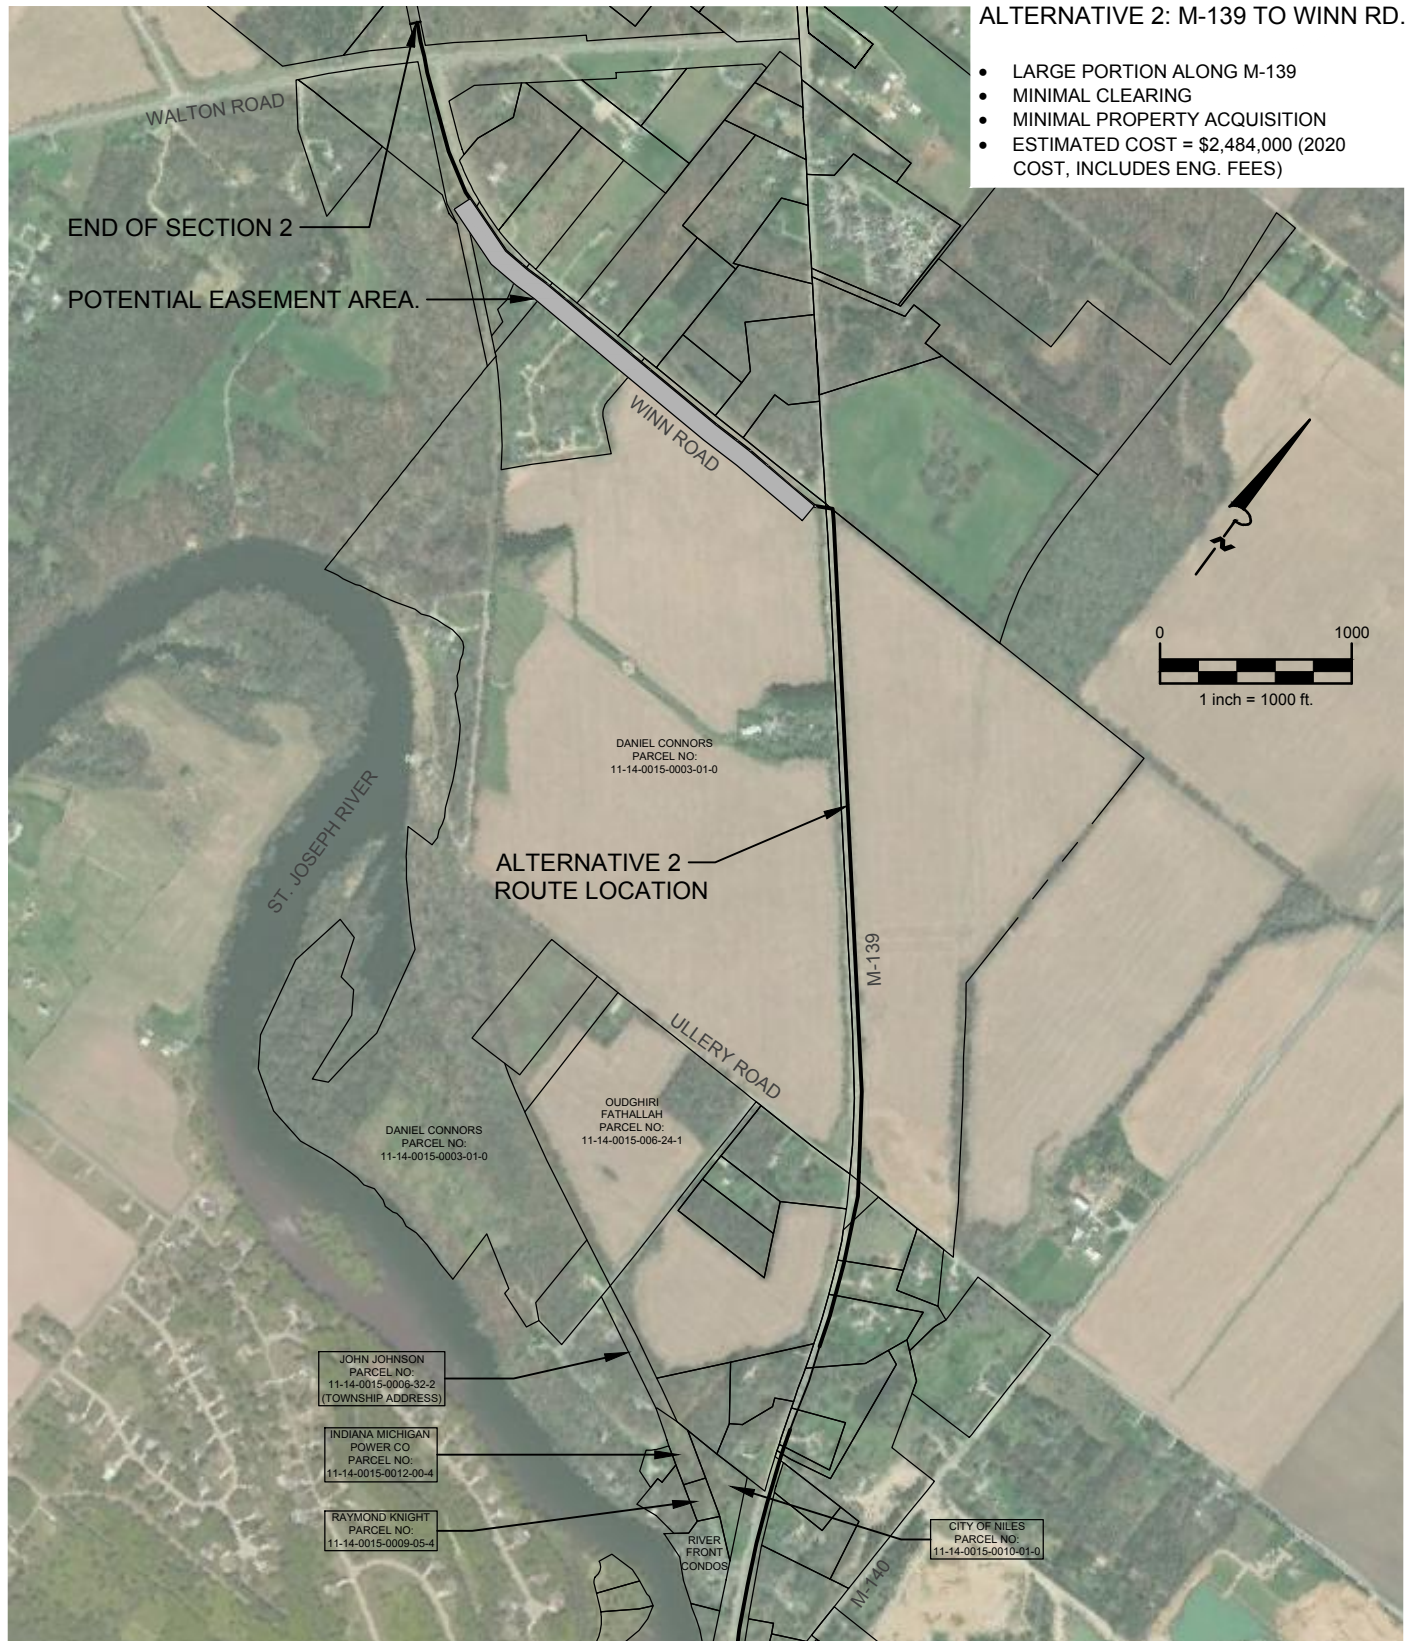 ALTERNATIVE 2: M-139 TO WINN RD.
• LARGE PORTION ALONG M-139
• MINIMAL CLEARING
• MINIMAL PROPERTY ACQUISITION
• ESTIMATED COST = $2,484,000 (2020
COST, INCLUDES ENG. FEES)
WALTON ROAD
END OF SECTION 2
POTENTIAL EASEMENT AREA.
WINN ROAD
N
0 1000
1 inch = 1000 ft.
DANIEL CONNORS
PARCEL NO:
11-14-0015-0003-01-0
ST. JOSEPH RIVER
ALTERNATIVE 2
ROUTE LOCATION
M-139
ULLERY ROAD
OUDGHIRI
FATHALLAH
PARCEL NO:
11-14-0015-006-24-1
DANIEL CONNORS
PARCEL NO:
11-14-0015-0003-01-0
JOHN JOHNSON
PARCEL NO:
11-14-0015-0006-32-2
(TOWNSHIP ADDRESS)
INDIANA MICHIGAN
POWER CO
PARCEL NO:
11-14-0015-0012-00-4
RAYMOND KNIGHT
PARCEL NO:
11-14-0015-0009-05-4
RIVER
FRONT
CONDOS
CITY OF NILES
PARCEL NO:
11-14-0015-0010-01-0
M-140